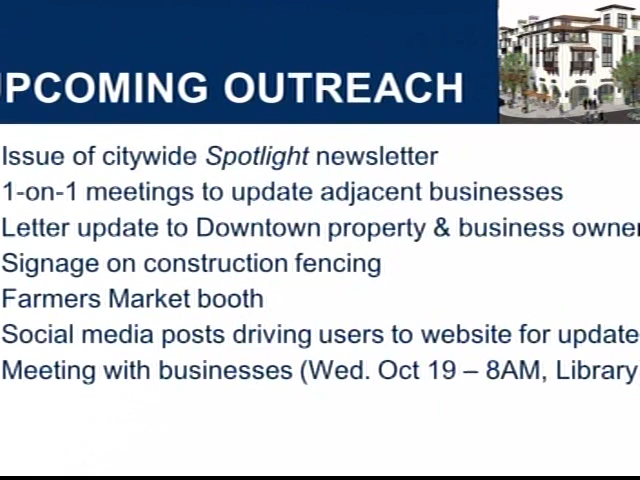 UPCOMING OUTREACH
Issue of citywide Spotlight newsletter
1-on-1 meetings to update adjacent businesses
Letter update to Downtown property & business owner
Signage on construction fencing
Farmers Market booth
Social media posts driving users to website for update
Meeting with businesses (Wed. Oct 19 – 8AM, Library